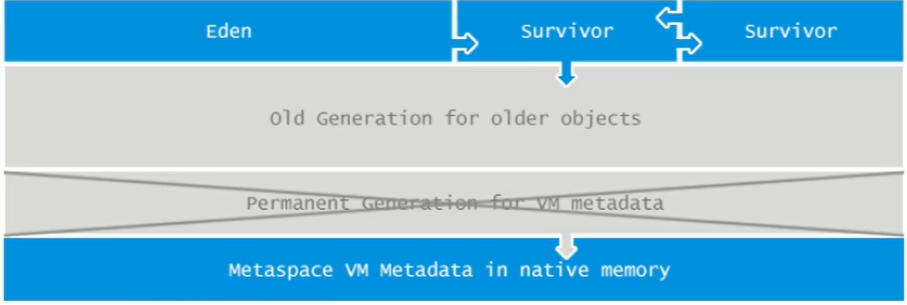 Eden
Survivor
Survivor
Old Generation for older objects
Permanent Generation for VM metadata
Metaspace VM Metadata in native memory